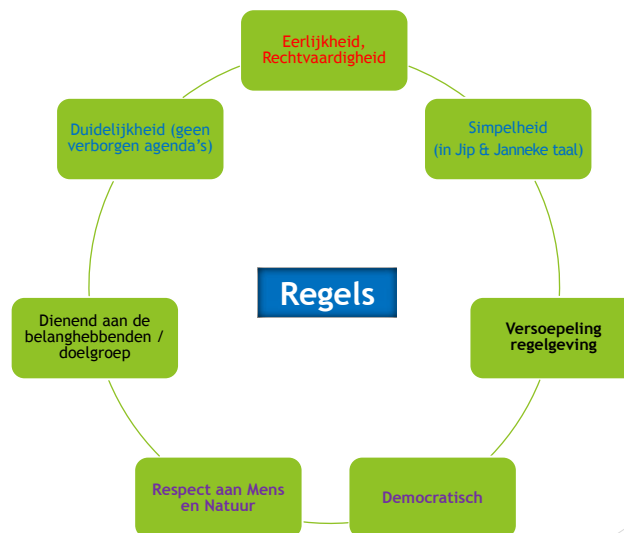 Eerlijkheid,
Rechtvaardigheid
Simpelheid
(in Jip & Janneke taal)
Versoepeling
regelgeving
Democratisch
Respect aan Mens
en Natuur
Dienend aan de
belanghebbenden /
doelgroep
Duidelijkheid (geen
verborgen agenda's)
Regels